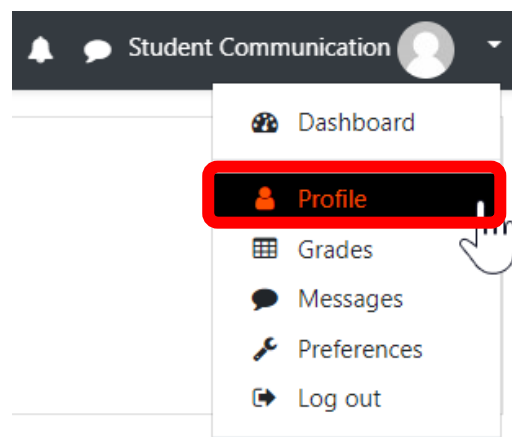 Student Communication
Dashboard
Profile
Grades
Messages
Preferences
Log out